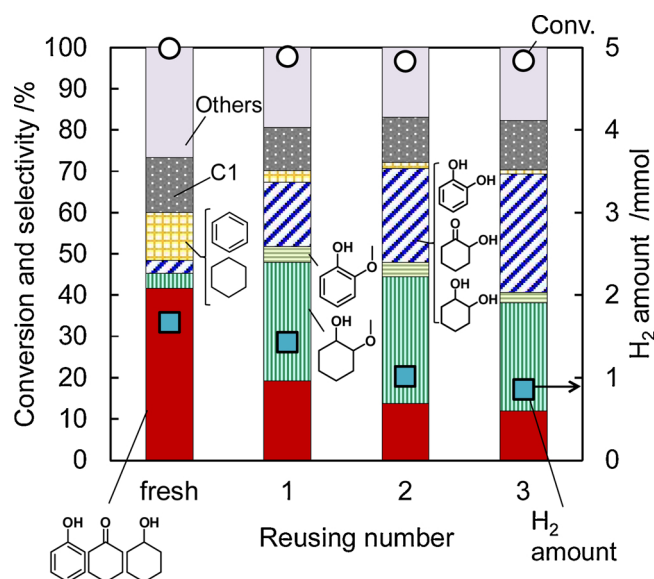 Conv.
100
90
80
70
60
50
40
30
20
10
0
Conversion and selectivity /%
5
4
3
2
1
0
H₂ amount /mmol
Others
C1
OH
OH
O
OH
OH
OH
OH
O
OH
O
fresh
1
2
3
Reusing number
H₂
amount
OH
O
OH